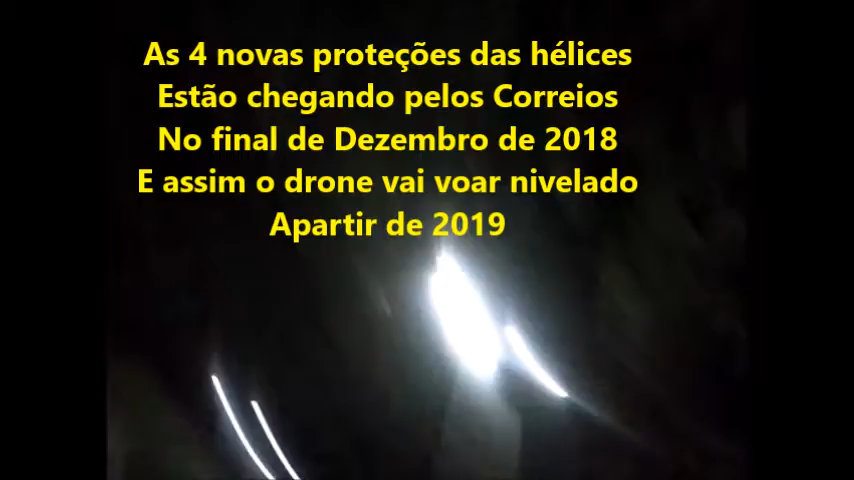 As 4 novas proteções das hélices
Estão chegando pelos Correios
No final de Dezembro de 2018
E assim o drone vai voar nivelado
Apartir de 2019